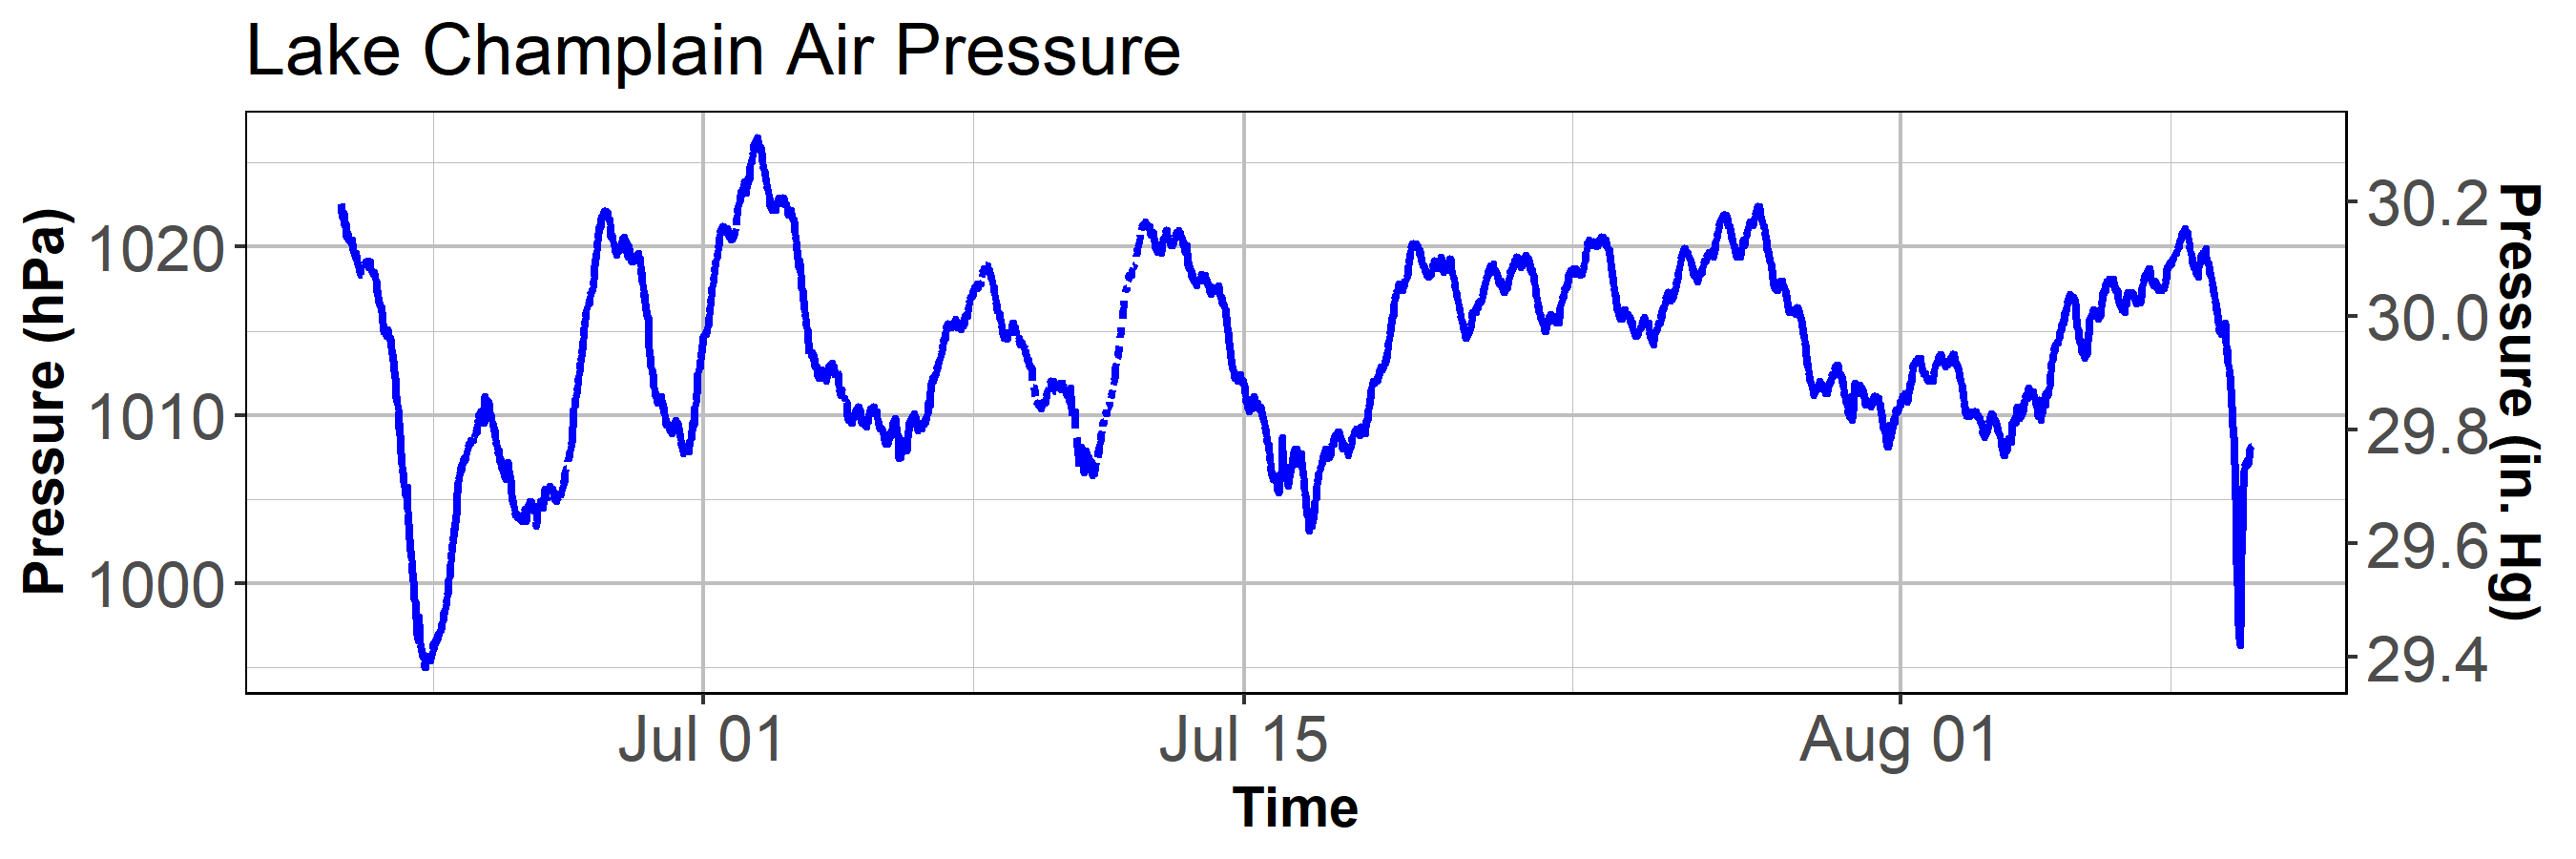 Lake Champlain Air Pressure
Pressure (hPa)
1020
1010
1000
30.2
30.0
29.8
29.6
29.4
Pressure (in. Hg)
Jul 01
Jul 15
Aug 01
Time